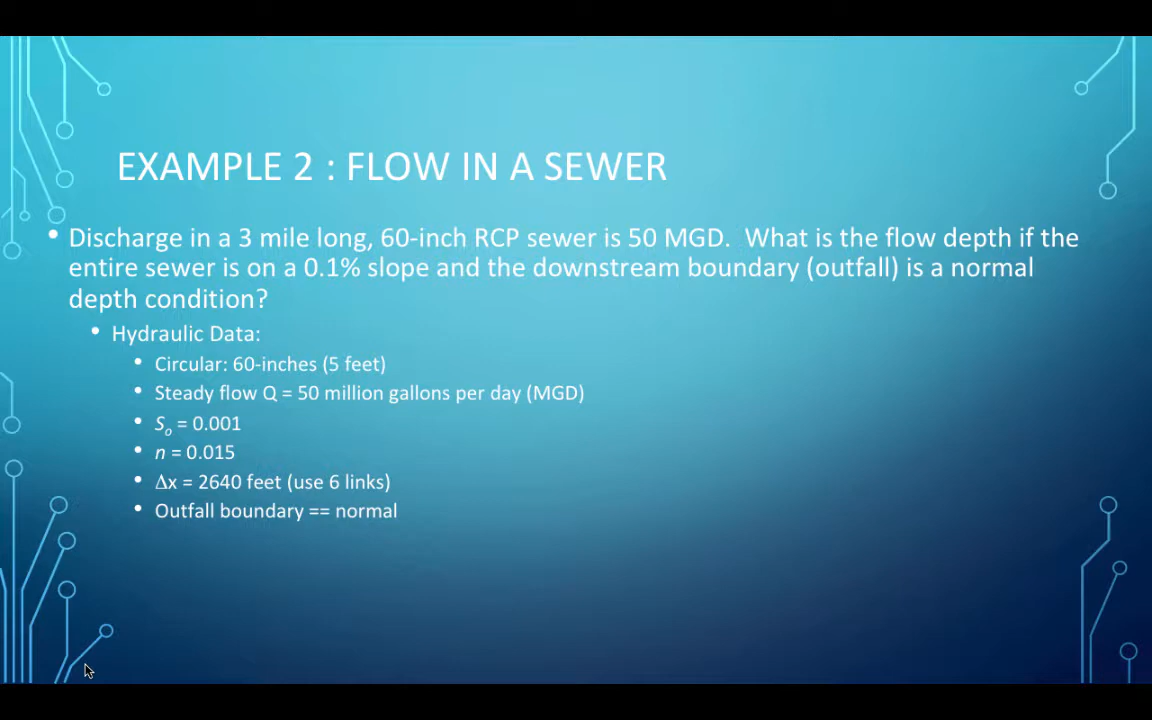 EXAMPLE 2 : FLOW IN A SEWER
• Discharge in a 3 mile long, 60-inch RCP sewer is 50 MGD. What is the flow depth if the
entire sewer is on a 0.1% slope and the downstream boundary (outfall) is a normal
depth condition?
• Hydraulic Data:
• Circular: 60-inches (5 feet)
• Steady flow Q = 50 million gallons per day (MGD)
• So = 0.001
• n = 0.015
• Δx = 2640 feet (use 6 links)
• Outfall boundary == normal